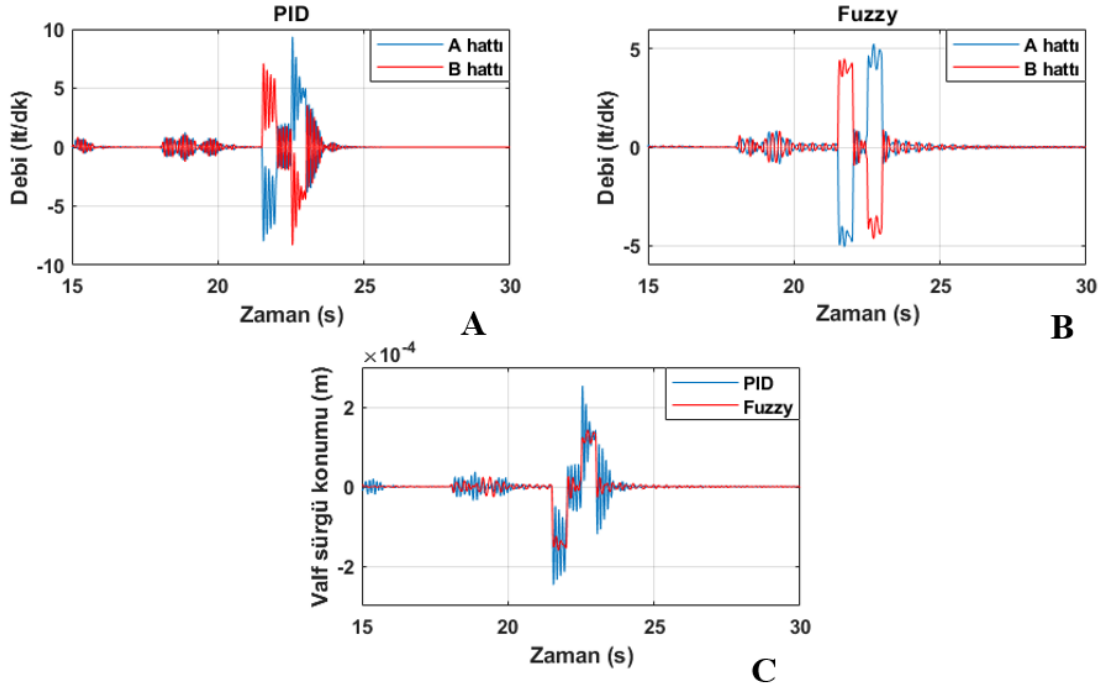 PID
10
5
0
-5
-10
Debi (lt/dk)
15
20
25
30
Zaman (s)
A hattı
B hattı
A
Fuzzy
5
0
-5
Debi (lt/dk)
15
20
25
30
Zaman (s)
A hattı
B hattı
B
×10⁻⁴
2
0
-2
Valf sürgü konumu (m)
15
20
25
30
Zaman (s)
PID
Fuzzy
C